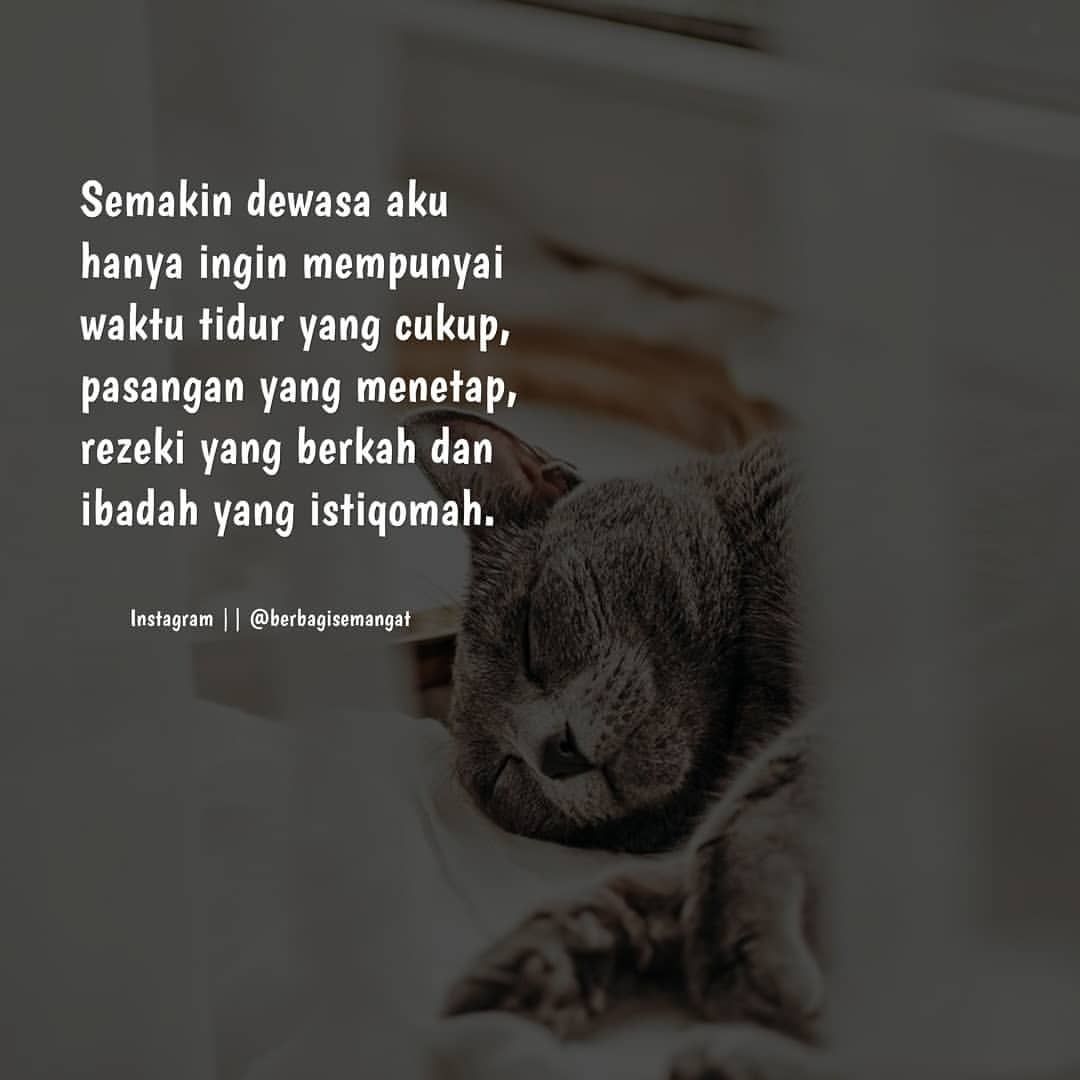 Semakin dewasa aku
hanya ingin mempunyai
waktu tidur yang cukup,
pasangan yang menetap,
rezeki yang berkah dan
ibadah yang istiqomah.
Instagram || @berbagisemangat